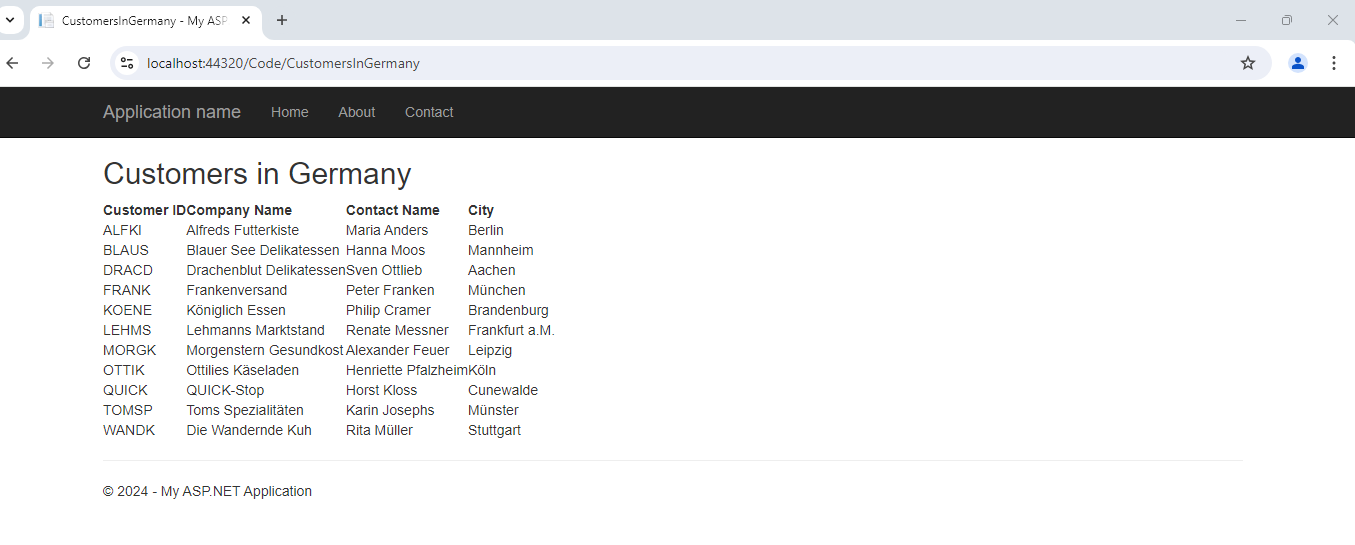 CustomersInGermany - My ASP
localhost:44320/Code/CustomersInGermany
Application name Home About Contact
Customers in Germany
Customer ID Company Name Contact Name City
ALFKI Alfreds Futterkiste Maria Anders Berlin
BLAUS Blauer See Delikatessen Hanna Moos Mannheim
DRACD Drachenblut Delikatessen Sven Ottlieb Aachen
FRANK Frankenversand Peter Franken München
KOENE Königlich Essen Philip Cramer Brandenburg
LEHMS Lehmanns Marktstand Renate Messner Frankfurt a.M.
MORGK Morgenstern Gesundkost Alexander Feuer Leipzig
OTTIK Ottilies Käseladen Henriette Pfalzheim Köln
QUICK QUICK-Stop Horst Kloss Cunewalde
TOMSP Toms Spezialitäten Karin Josephs Münster
WANDK Die Wandernde Kuh Rita Müller Stuttgart
© 2024 - My ASP.NET Application